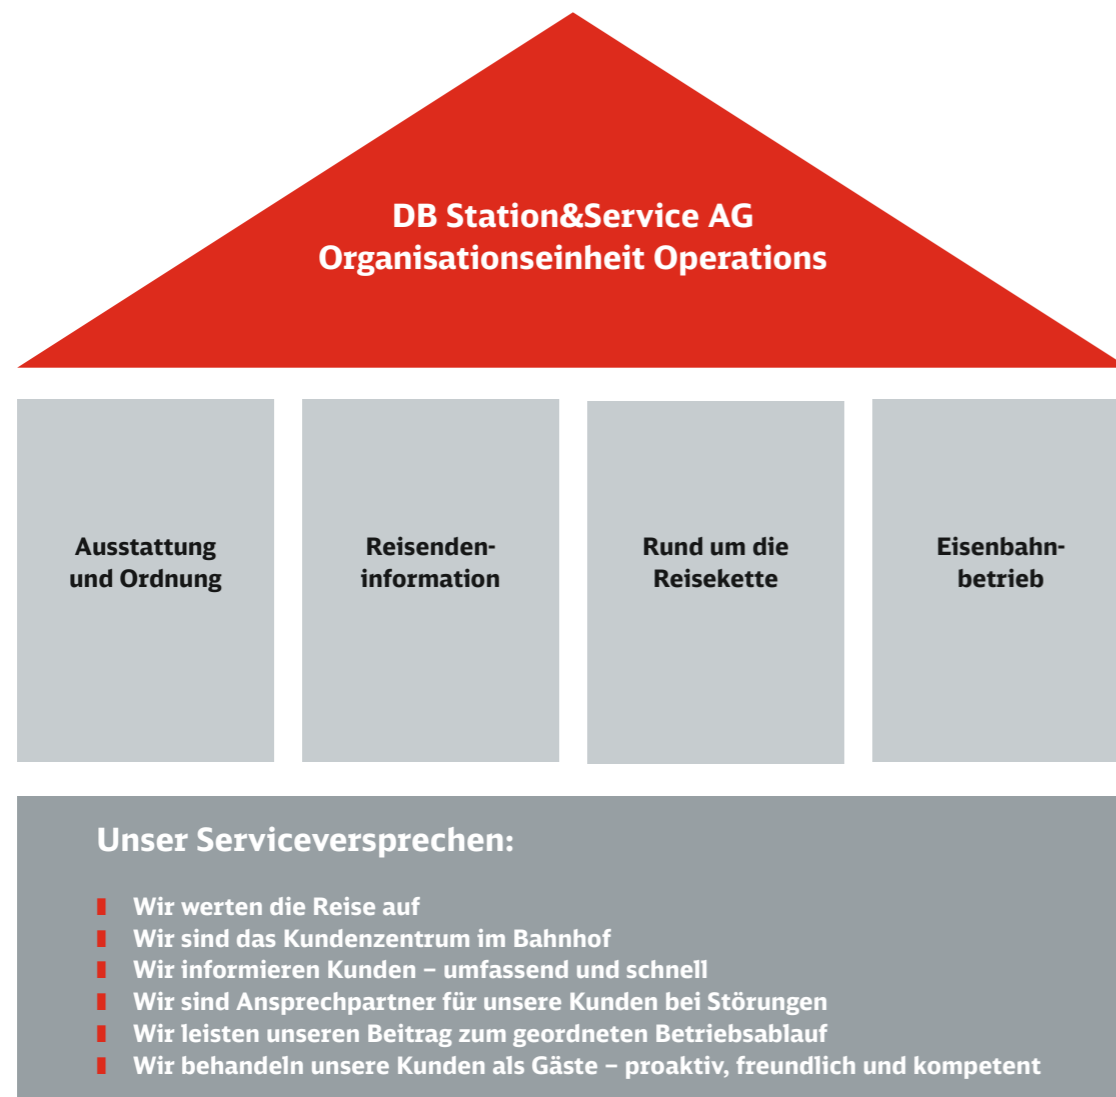 DB Station&Service AG
Organisationseinheit Operations
Ausstattung
und Ordnung
Reisenden-
information
Rund um die
Reisekette
Eisenbahn-
betrieb
Unser Serviceversprechen:
Wir werten die Reise auf
Wir sind das Kundenzentrum im Bahnhof
Wir informieren Kunden – umfassend und schnell
Wir sind Ansprechpartner für unsere Kunden bei Störungen
Wir leisten unseren Beitrag zum geordneten Betriebsablauf
Wir behandeln unsere Kunden als Gäste – proaktiv, freundlich und kompetent